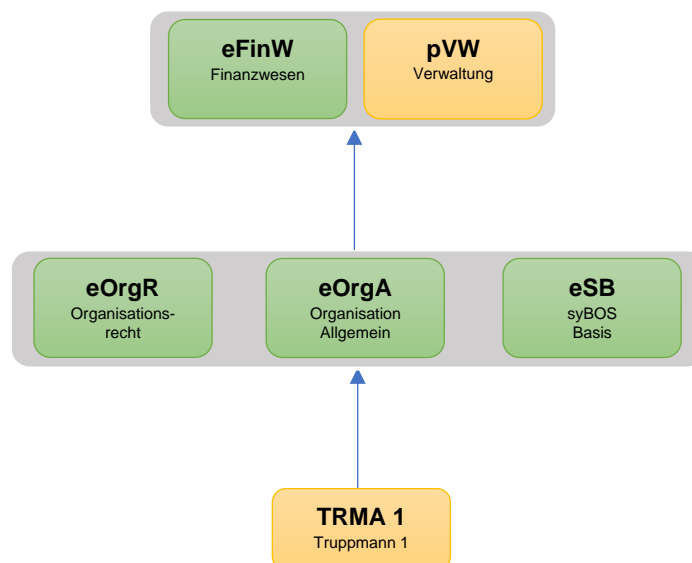 eFinW
Finanzwesen
pVW
Verwaltung
eOrgR
Organisations-
recht
eOrgA
Organisation
Allgemein
eSB
syBOS
Basis
TRMA 1
Truppmann 1